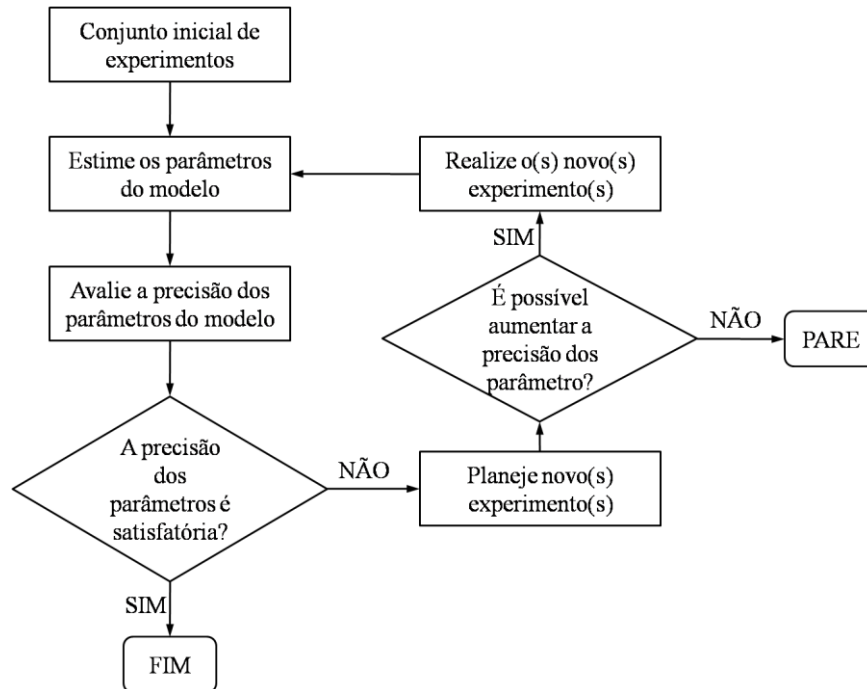 Conjunto inicial de
experimentos
Estime os parâmetros
do modelo
Avalie a precisão dos
parâmetros do modelo
A precisão
dos
parâmetros é
satisfatória?
SIM
FIM
NÃO
Planeje novo(s)
experimento(s)
É possível
aumentar a
precisão dos
parâmetro?
NÃO
PARE
SIM
Realize o(s) novo(s)
experimento(s)